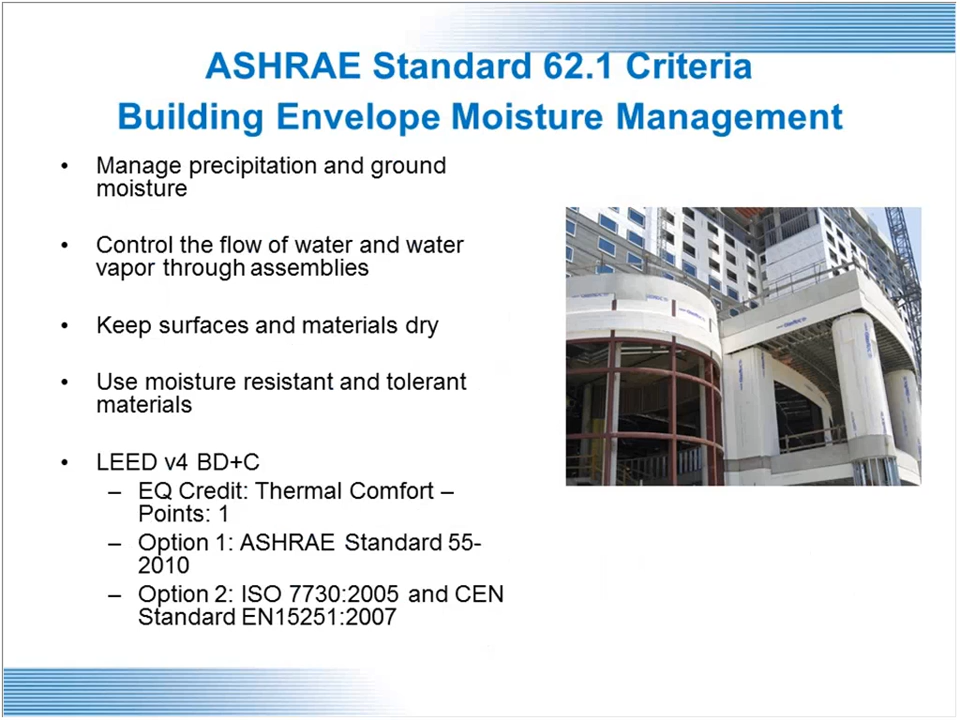 ASHRAE Standard 62.1 Criteria
Building Envelope Moisture Management
• Manage precipitation and ground
moisture
• Control the flow of water and water
vapor through assemblies
• Keep surfaces and materials dry
• Use moisture resistant and tolerant
materials
• LEED v4 BD+C
– EQ Credit: Thermal Comfort –
Points: 1
– Option 1: ASHRAE Standard 55-
2010
– Option 2: ISO 7730:2005 and CEN
Standard EN15251:2007